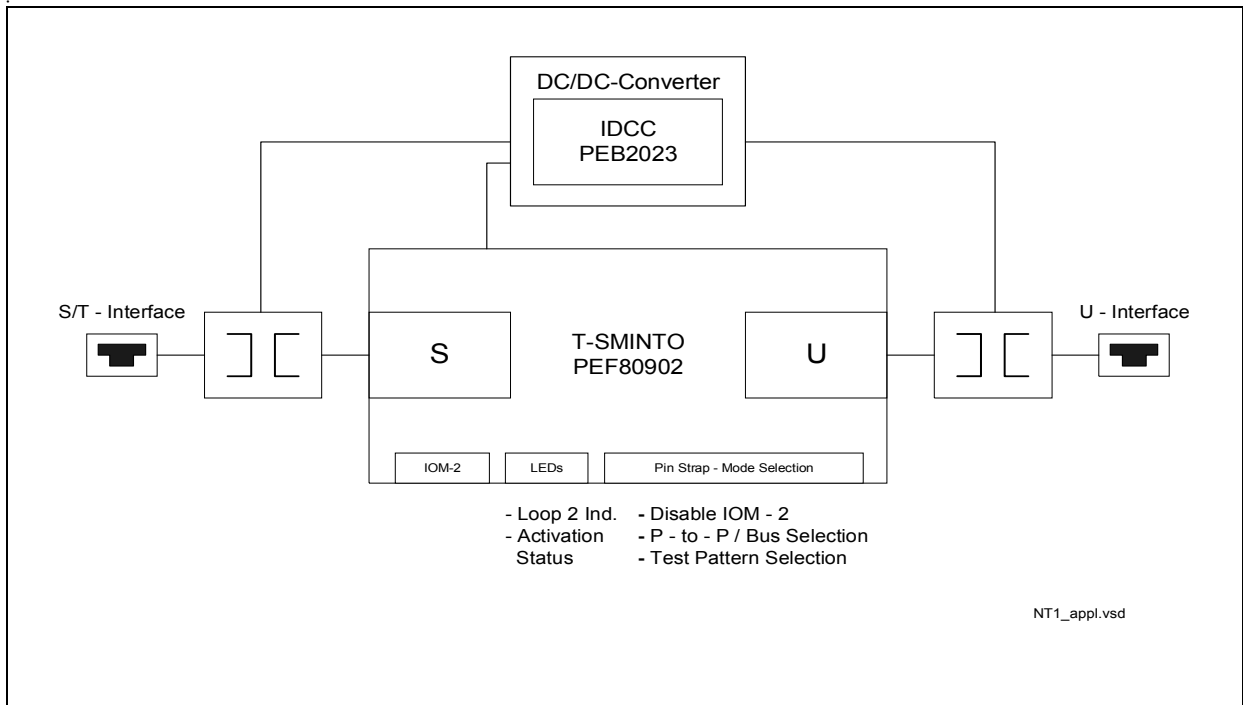 DC/DC-Converter
IDCC
PEB2023
S/T - Interface
U - Interface
S
T-SMINTO
PEF80902
U
IOM-2
LEDs
Pin Strap - Mode Selection
- Loop 2 Ind.
- Activation
Status
- Disable IOM - 2
- P - to - P / Bus Selection
- Test Pattern Selection
NT1_appl.vsd